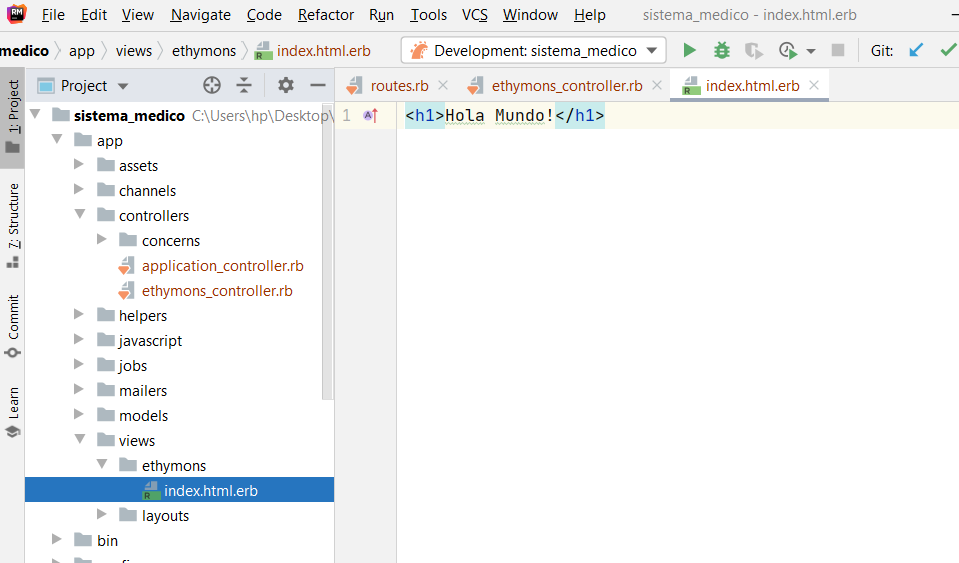 RM File Edit View Navigate Code Refactor Run Tools VCS Window Help sistema_medico - index.html.erb
medico app views ethymons index.html.erb Development: sistema_medico Git:
Project routes.rb ethymons_controller.rb index.html.erb
1: Project
7: Structure
Commit
Learn
sistema_medico C:\Users\hp\Desktop\
app
assets
channels
controllers
concerns
application_controller.rb
ethymons_controller.rb
helpers
javascript
jobs
mailers
models
views
ethymons
index.html.erb
layouts
bin
1 <h1>Hola Mundo!</h1>